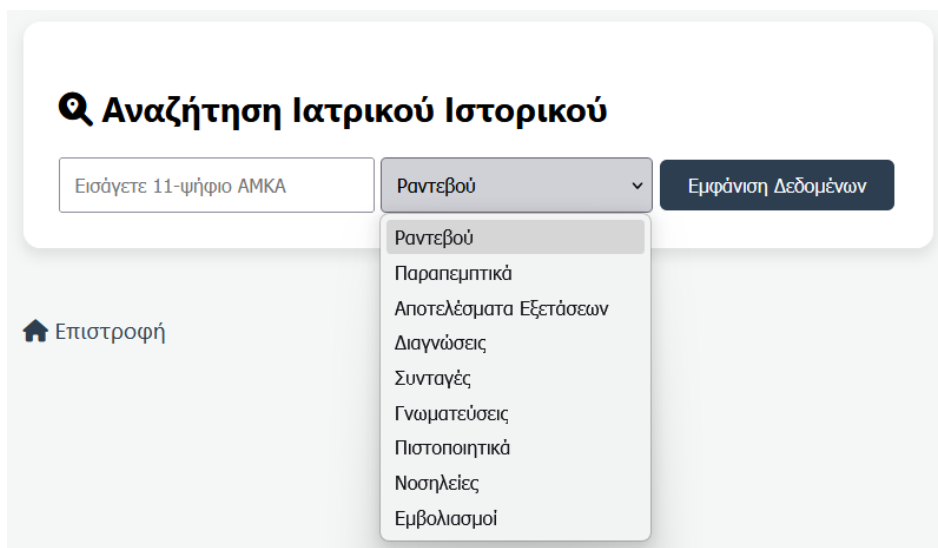 Αναζήτηση Ιατρικού Ιστορικού
Εισάγετε 11-ψήφιο ΑΜΚΑ
Ραντεβού
Εμφάνιση Δεδομένων
Ραντεβού
Παραπεμπτικά
Αποτελέσματα Εξετάσεων
Διαγνώσεις
Συνταγές
Γνωματεύσεις
Πιστοποιητικά
Νοσηλείες
Εμβολιασμοί
Επιστροφή